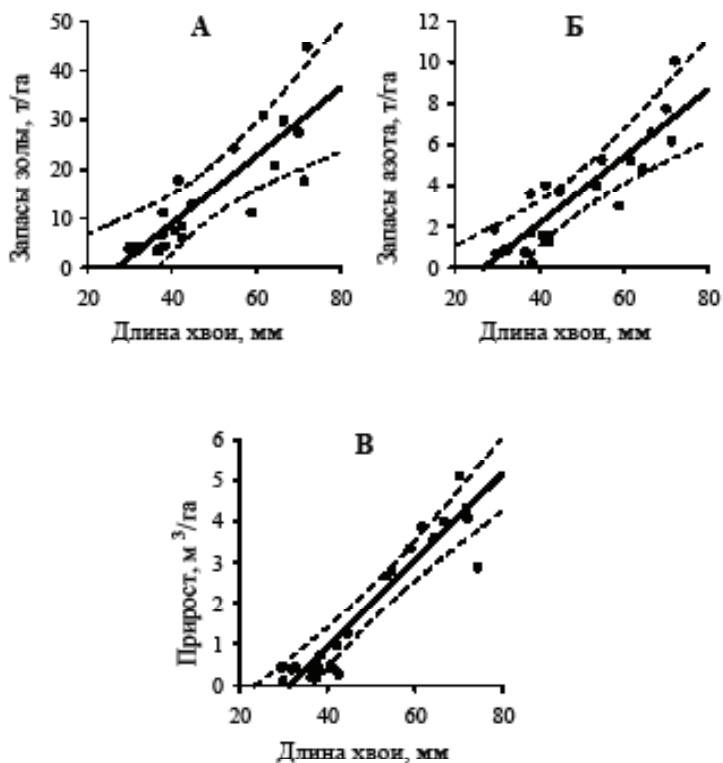 А
Запасы золы, т/га
50
40
30
20
10
0
20 40 60 80
Длина хвои, мм
Б
Запасы азота, т/га
12
10
8
6
4
2
0
20 40 60 80
Длина хвои, мм
В
Прирост, м³/га
6
5
4
3
2
1
0
20 40 60 80
Длина хвои, мм